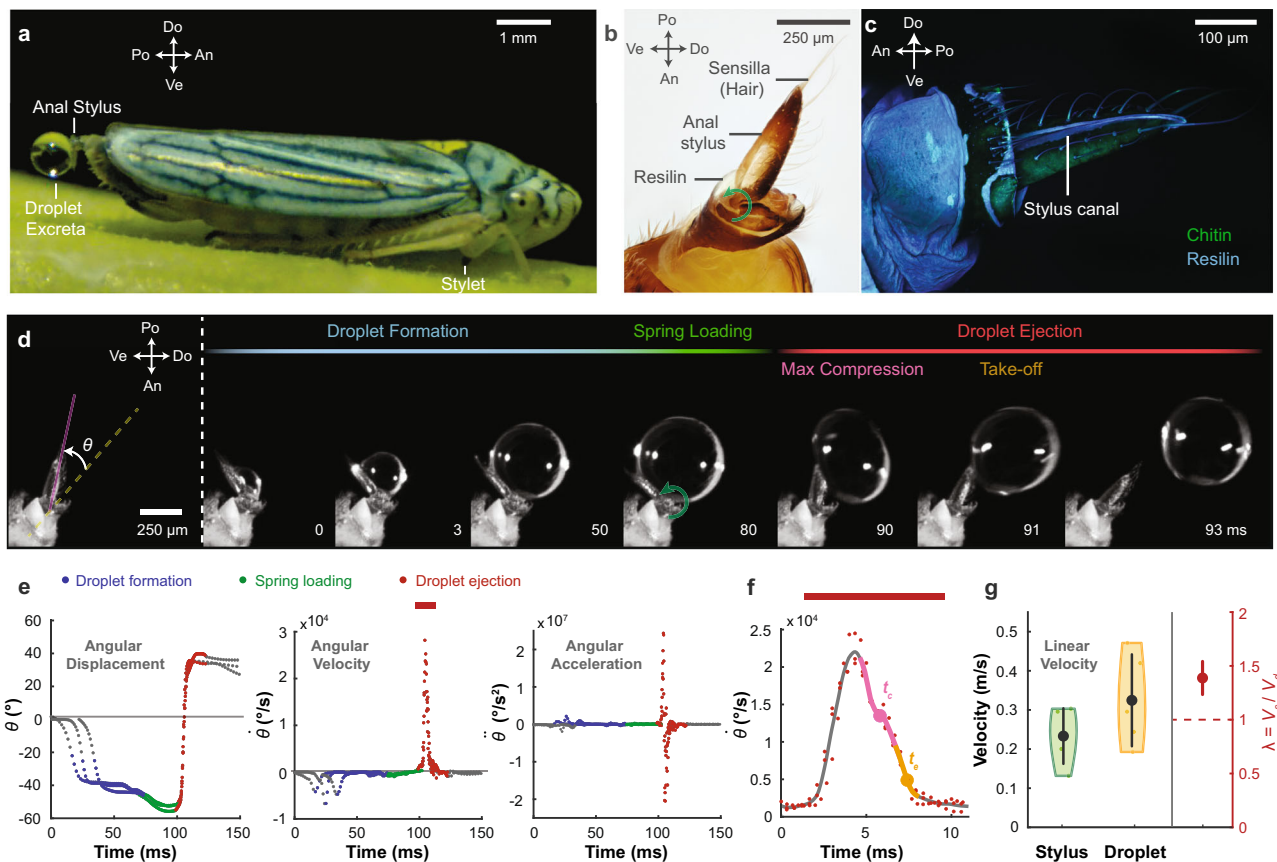 a
Do
Po
An
Ve
1 mm
Anal Stylus
Droplet
Excreta
Stylet
b
Po
Ve
Do
An
250 µm
Sensilla
(Hair)
Anal
stylus
Resilin
c
Do
An
Po
Ve
100 µm
Stylus canal
Chitin
Resilin
d
Po
Ve
Do
An
θ
250 µm
Droplet Formation
Spring Loading
Droplet Ejection
Max Compression
Take-off
0
3
50
80
90
91
93 ms
e
Droplet formation
Spring loading
Droplet ejection
Angular
Displacement
θ (°)
60
40
20
0
-20
-40
-60
0
50
100
150
Time (ms)
x10⁴
Angular
Velocity
θ̇ (°/s)
3
2
1
0
-1
0
50
100
150
Time (ms)
x10⁷
Angular
Acceleration
θ̈ (°/s²)
2
1
0
-1
-2
0
50
100
150
Time (ms)
f
x10⁴
θ̇ (°/s)
2.5
2
1.5
1
0.5
0
tc
te
0
5
10
Time (ms)
g
Linear
Velocity
Velocity (m/s)
0.5
0.4
0.3
0.2
0.1
0
Stylus
Droplet
2
1.5
1
0.5
0